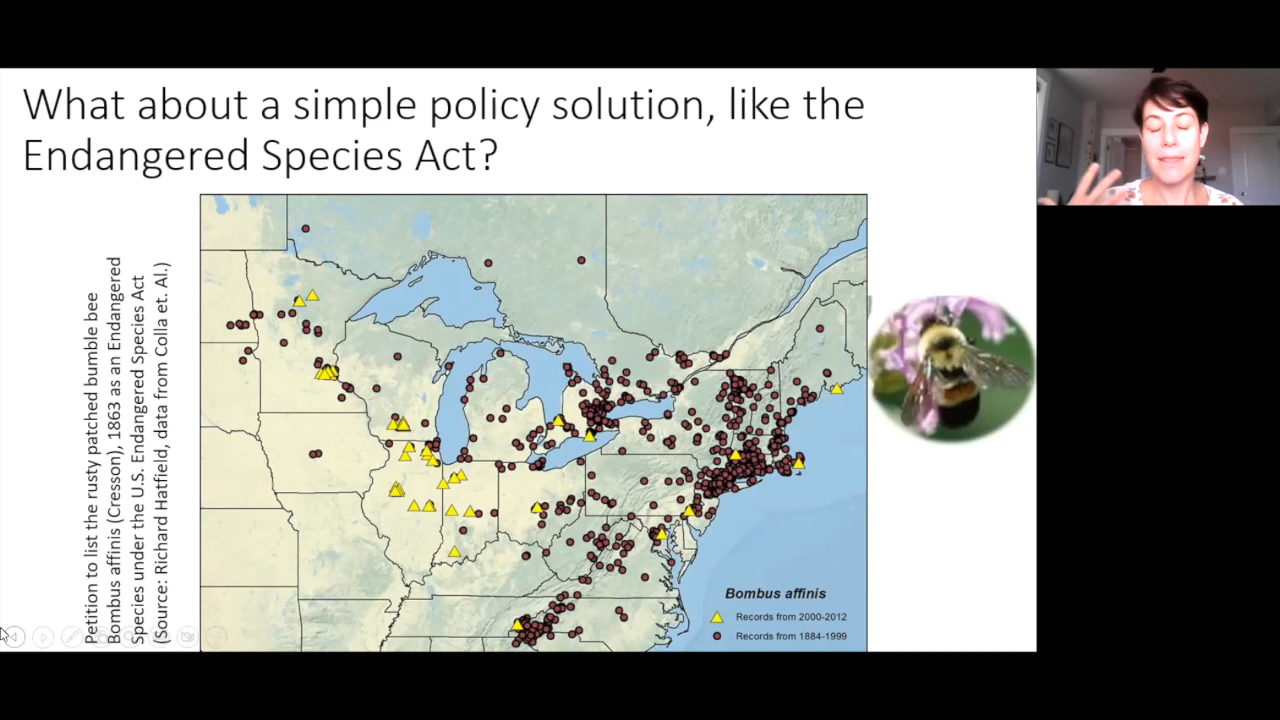 What about a simple policy solution, like the
Endangered Species Act?
Petition to list the rusty patched bumble bee
Bombus affinis (Cresson), 1863 as an Endangered
Species under the U.S. Endangered Species Act
(Source: Richard Hatfield, data from Colla et. Al.)
Bombus affinis
Records from 2000-2012
Records from 1884-1999